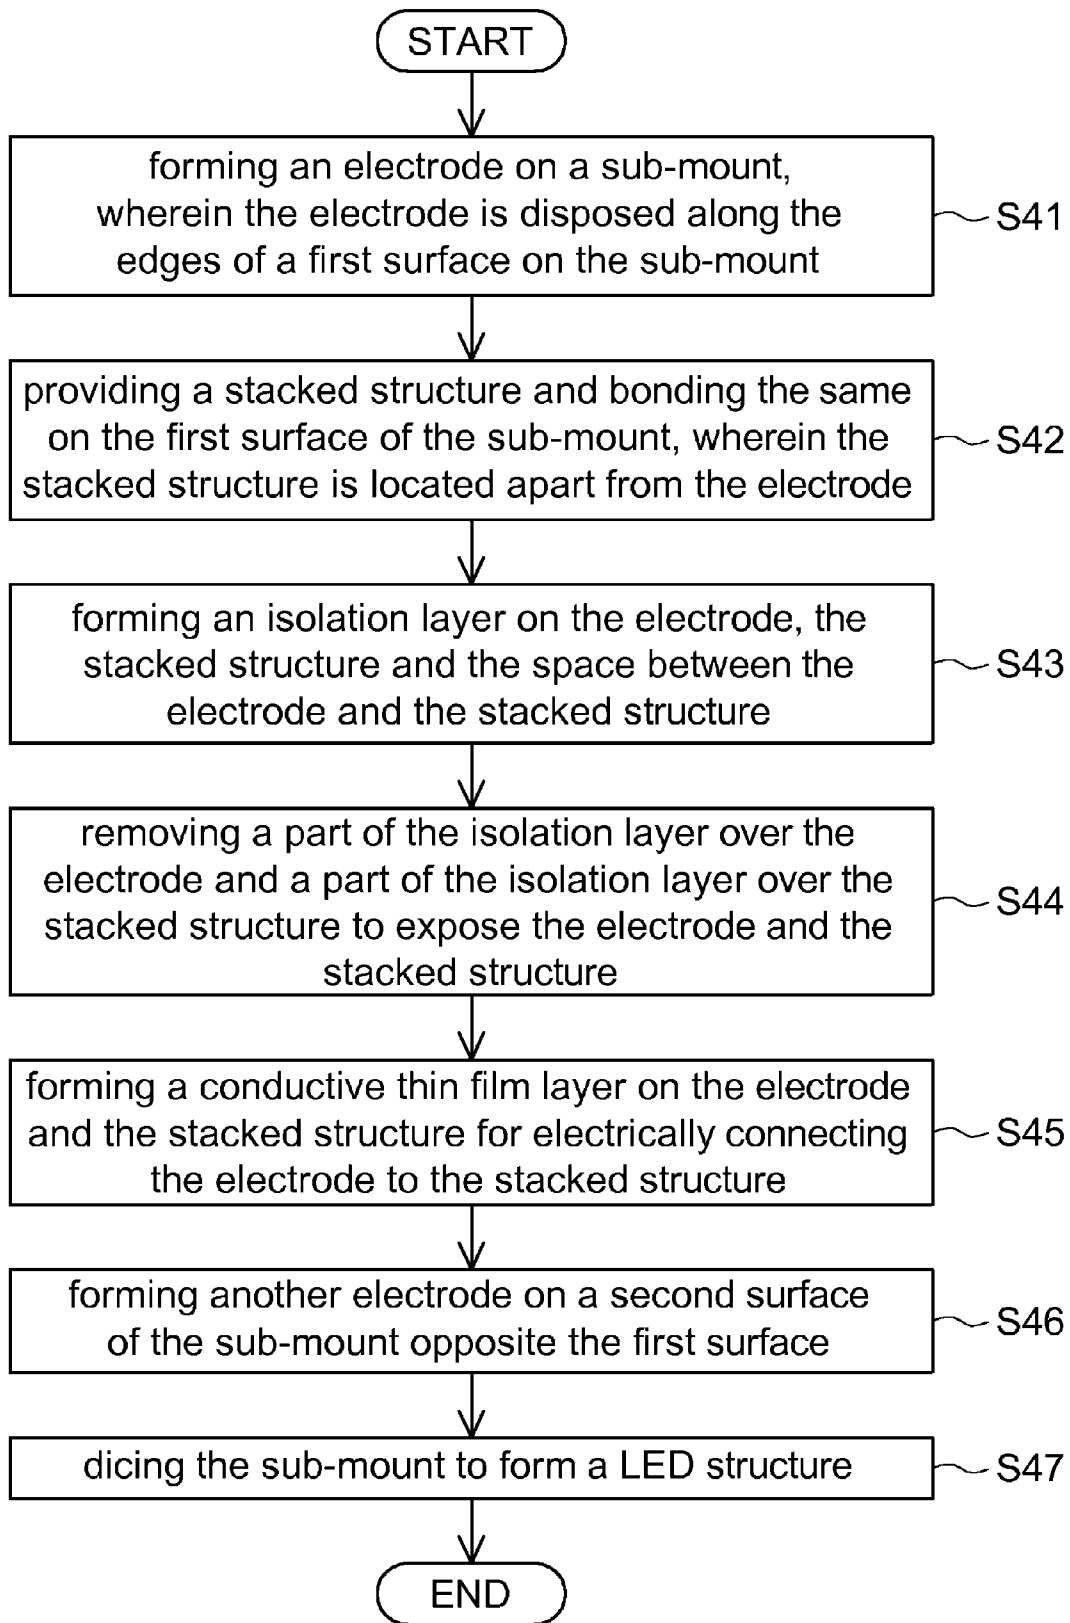 START
forming an electrode on a sub-mount,
wherein the electrode is disposed along the
edges of a first surface on the sub-mount
S41
providing a stacked structure and bonding the same
on the first surface of the sub-mount, wherein the
stacked structure is located apart from the electrode
S42
forming an isolation layer on the electrode, the
stacked structure and the space between the
electrode and the stacked structure
S43
removing a part of the isolation layer over the
electrode and a part of the isolation layer over the
stacked structure to expose the electrode and the
stacked structure
S44
forming a conductive thin film layer on the electrode
and the stacked structure for electrically connecting
the electrode to the stacked structure
S45
forming another electrode on a second surface
of the sub-mount opposite the first surface
S46
dicing the sub-mount to form a LED structure
S47
END